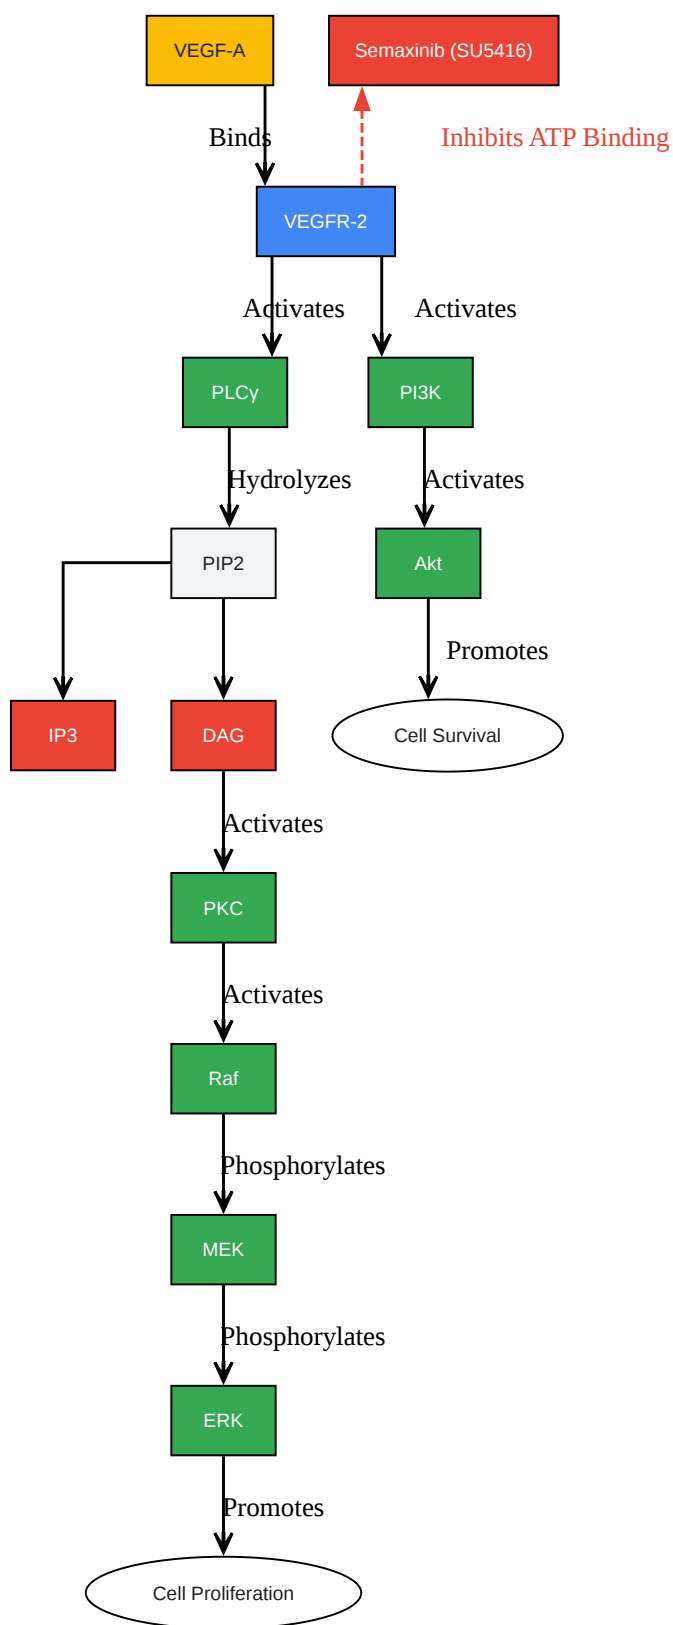 VEGF-A
Semaxinib (SU5416)
Binds
Inhibits ATP Binding
VEGFR-2
Activates
Activates
PLCγ
PI3K
Hydrolyzes
Activates
PIP2
Akt
Promotes
IP3
DAG
Cell Survival
Activates
PKC
Activates
Raf
Phosphorylates
MEK
Phosphorylates
ERK
Promotes
Cell Proliferation